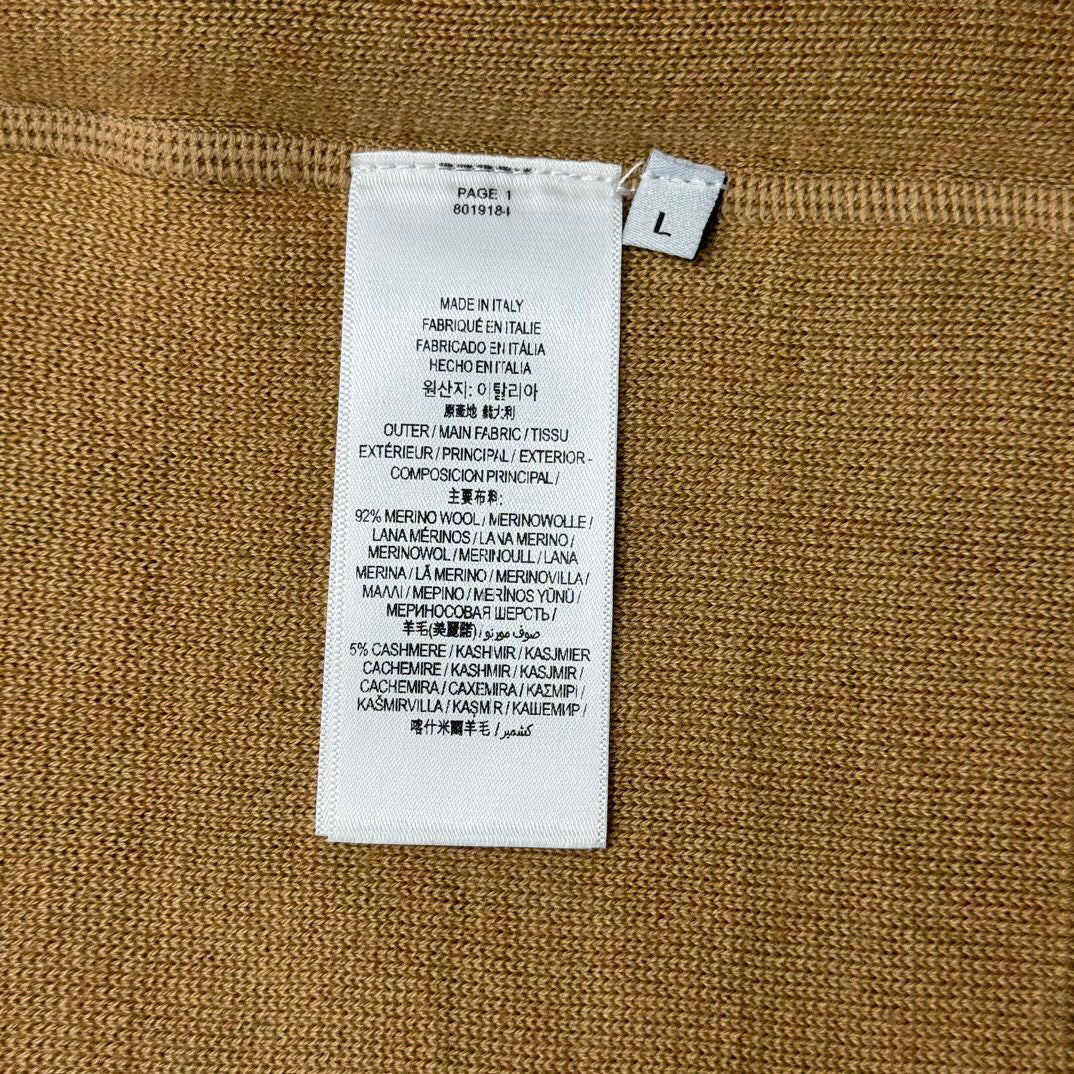 PAGE 1
8019184
L
MADE IN ITALY
FABRIQUÉ EN ITALIE
FABRICADO EN ITÁLIA
HECHO EN ITALIA
원산지: 이탈리아
原產地 義大利
OUTER / MAIN FABRIC / TISSU
EXTÉRIEUR / PRINCIPAL / EXTERIOR -
COMPOSICION PRINCIPAL /
主要布料:
92% MERINO WOOL / MERINOWOLLE /
LANA MÉRINOS / LANA MERINO /
MERINOWOL / MERINOULL / LANA
MERINA / LÃ MERINO / MERINOVILLA /
ΜΑΛΛΙ / ΜΕΡΙΝΟ / MERİNOS YÜNÜ /
МЕРИНОСОВАЯ ШЕРСТЬ /
羊毛(美麗諾) / صوف مورنو
5% CASHMERE / KASHMIR / KASJMIER
CACHEMIRE / KASHMIR / KASJMIR /
CACHEMIRA / CAXEMIRA / ΚΑΣΜΙΡΙ /
KAŠMIRVILLA / KAŞMIR / КАШЕМИР /
喀什米爾羊毛 / كشمير